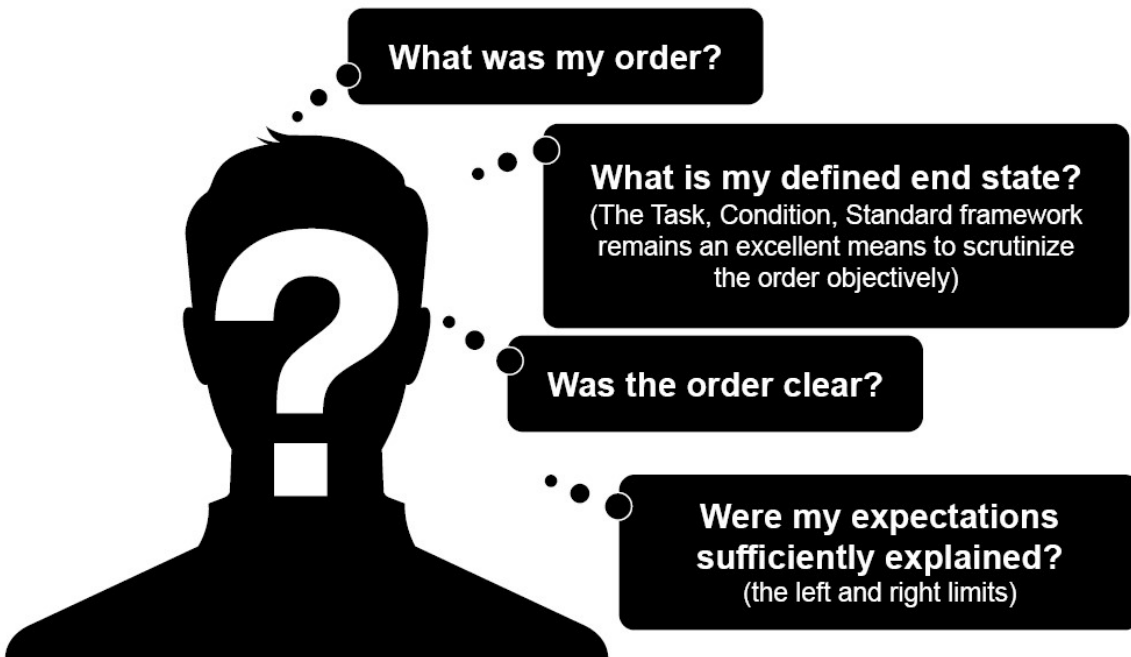 What was my order?
What is my defined end state?
(The Task, Condition, Standard framework
remains an excellent means to scrutinize
the order objectively)
Was the order clear?
Were my expectations
sufficiently explained?
(the left and right limits)